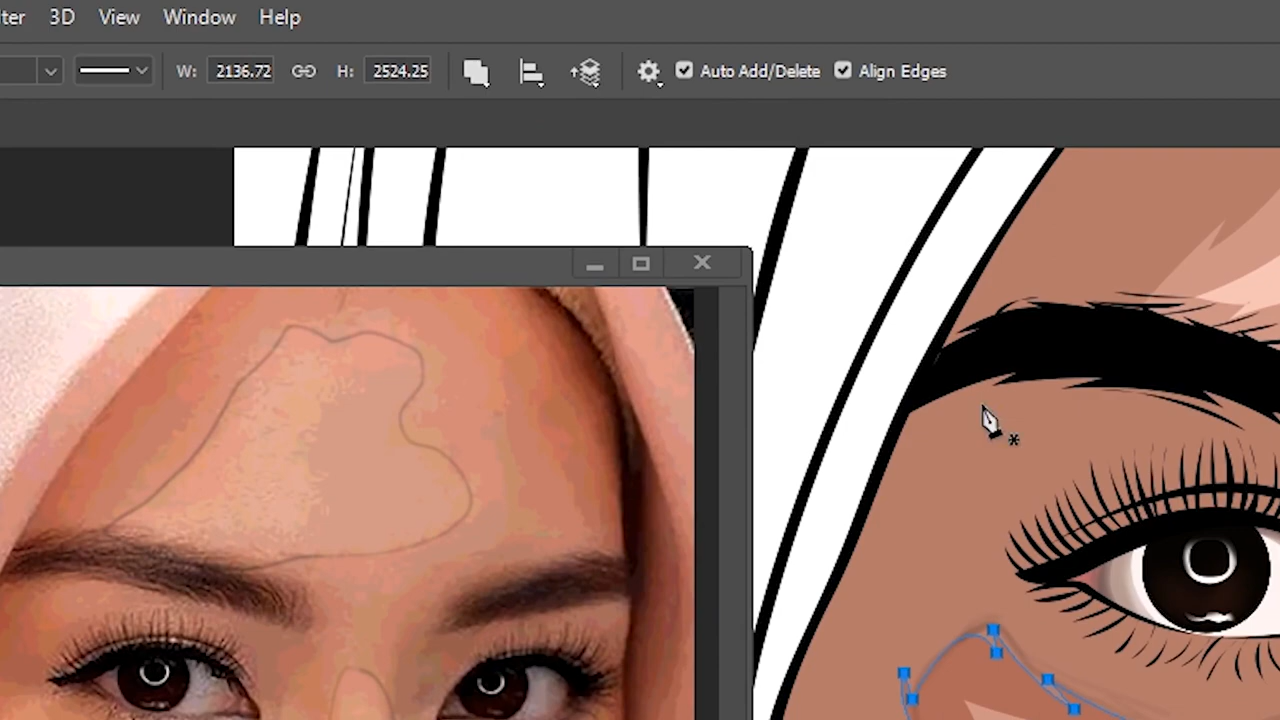 ter 3D View Window Help
W: 2136.72 H: 2524.25 Auto Add/Delete Align Edges